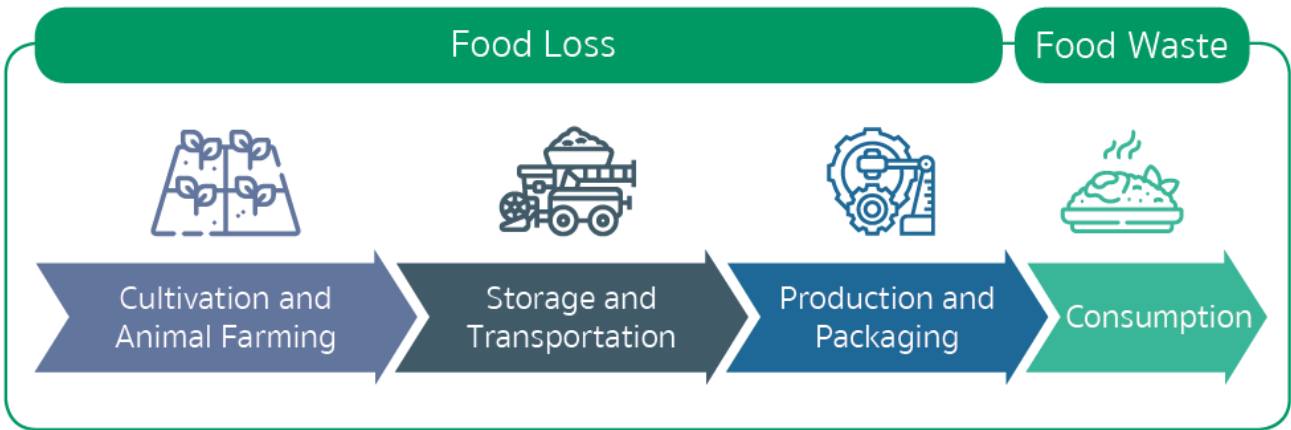 Food Loss
Food Waste
Cultivation and
Animal Farming
Storage and
Transportation
Production and
Packaging
Consumption